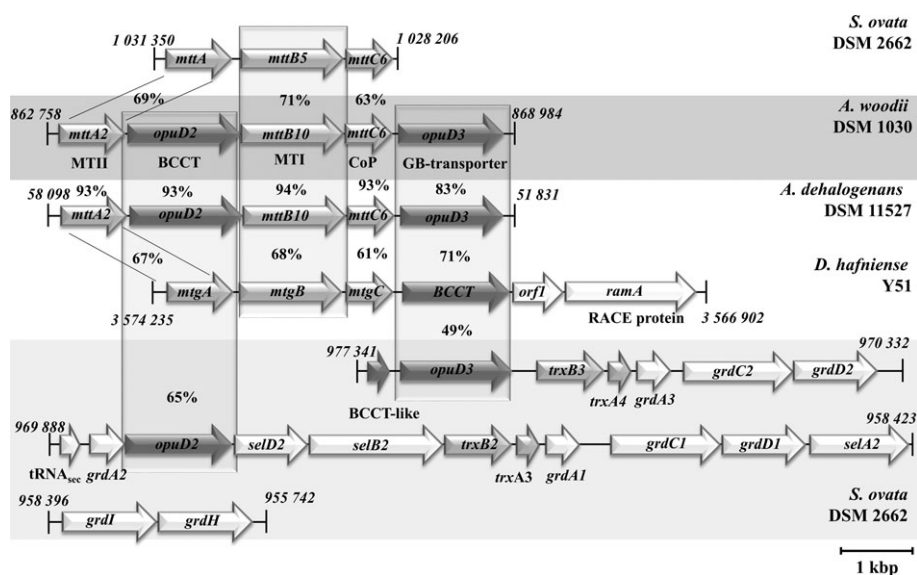 1 031 350
1 028 206
S. ovata
DSM 2662
mttA
mttB5
mttC6
69%
71%
63%
862 758
868 984
A. woodii
DSM 1030
mttA2
opuD2
mttB10
mttC6
opuD3
MTII
BCCT
MTI
CoP
GB-transporter
58 098
93%
93%
94%
93%
83%
51 831
A. dehalogenans
DSM 11527
mttA2
opuD2
mttB10
mttC6
opuD3
67%
68%
61%
71%
D. hafniense
Y51
mtgA
mtgB
mtgC
BCCT
orf1
ramA
3 574 235
RACE protein
3 566 902
49%
977 341
970 332
opuD3
trxB3
trxA4
grdA3
grdC2
grdD2
BCCT-like
65%
969 888
958 423
opuD2
selD2
selB2
trxB2
grdC1
grdD1
selA2
tRNAsec
grdA2
trxA3
grdA1
958 396
955 742
S. ovata
DSM 2662
grdI
grdH
1 kbp